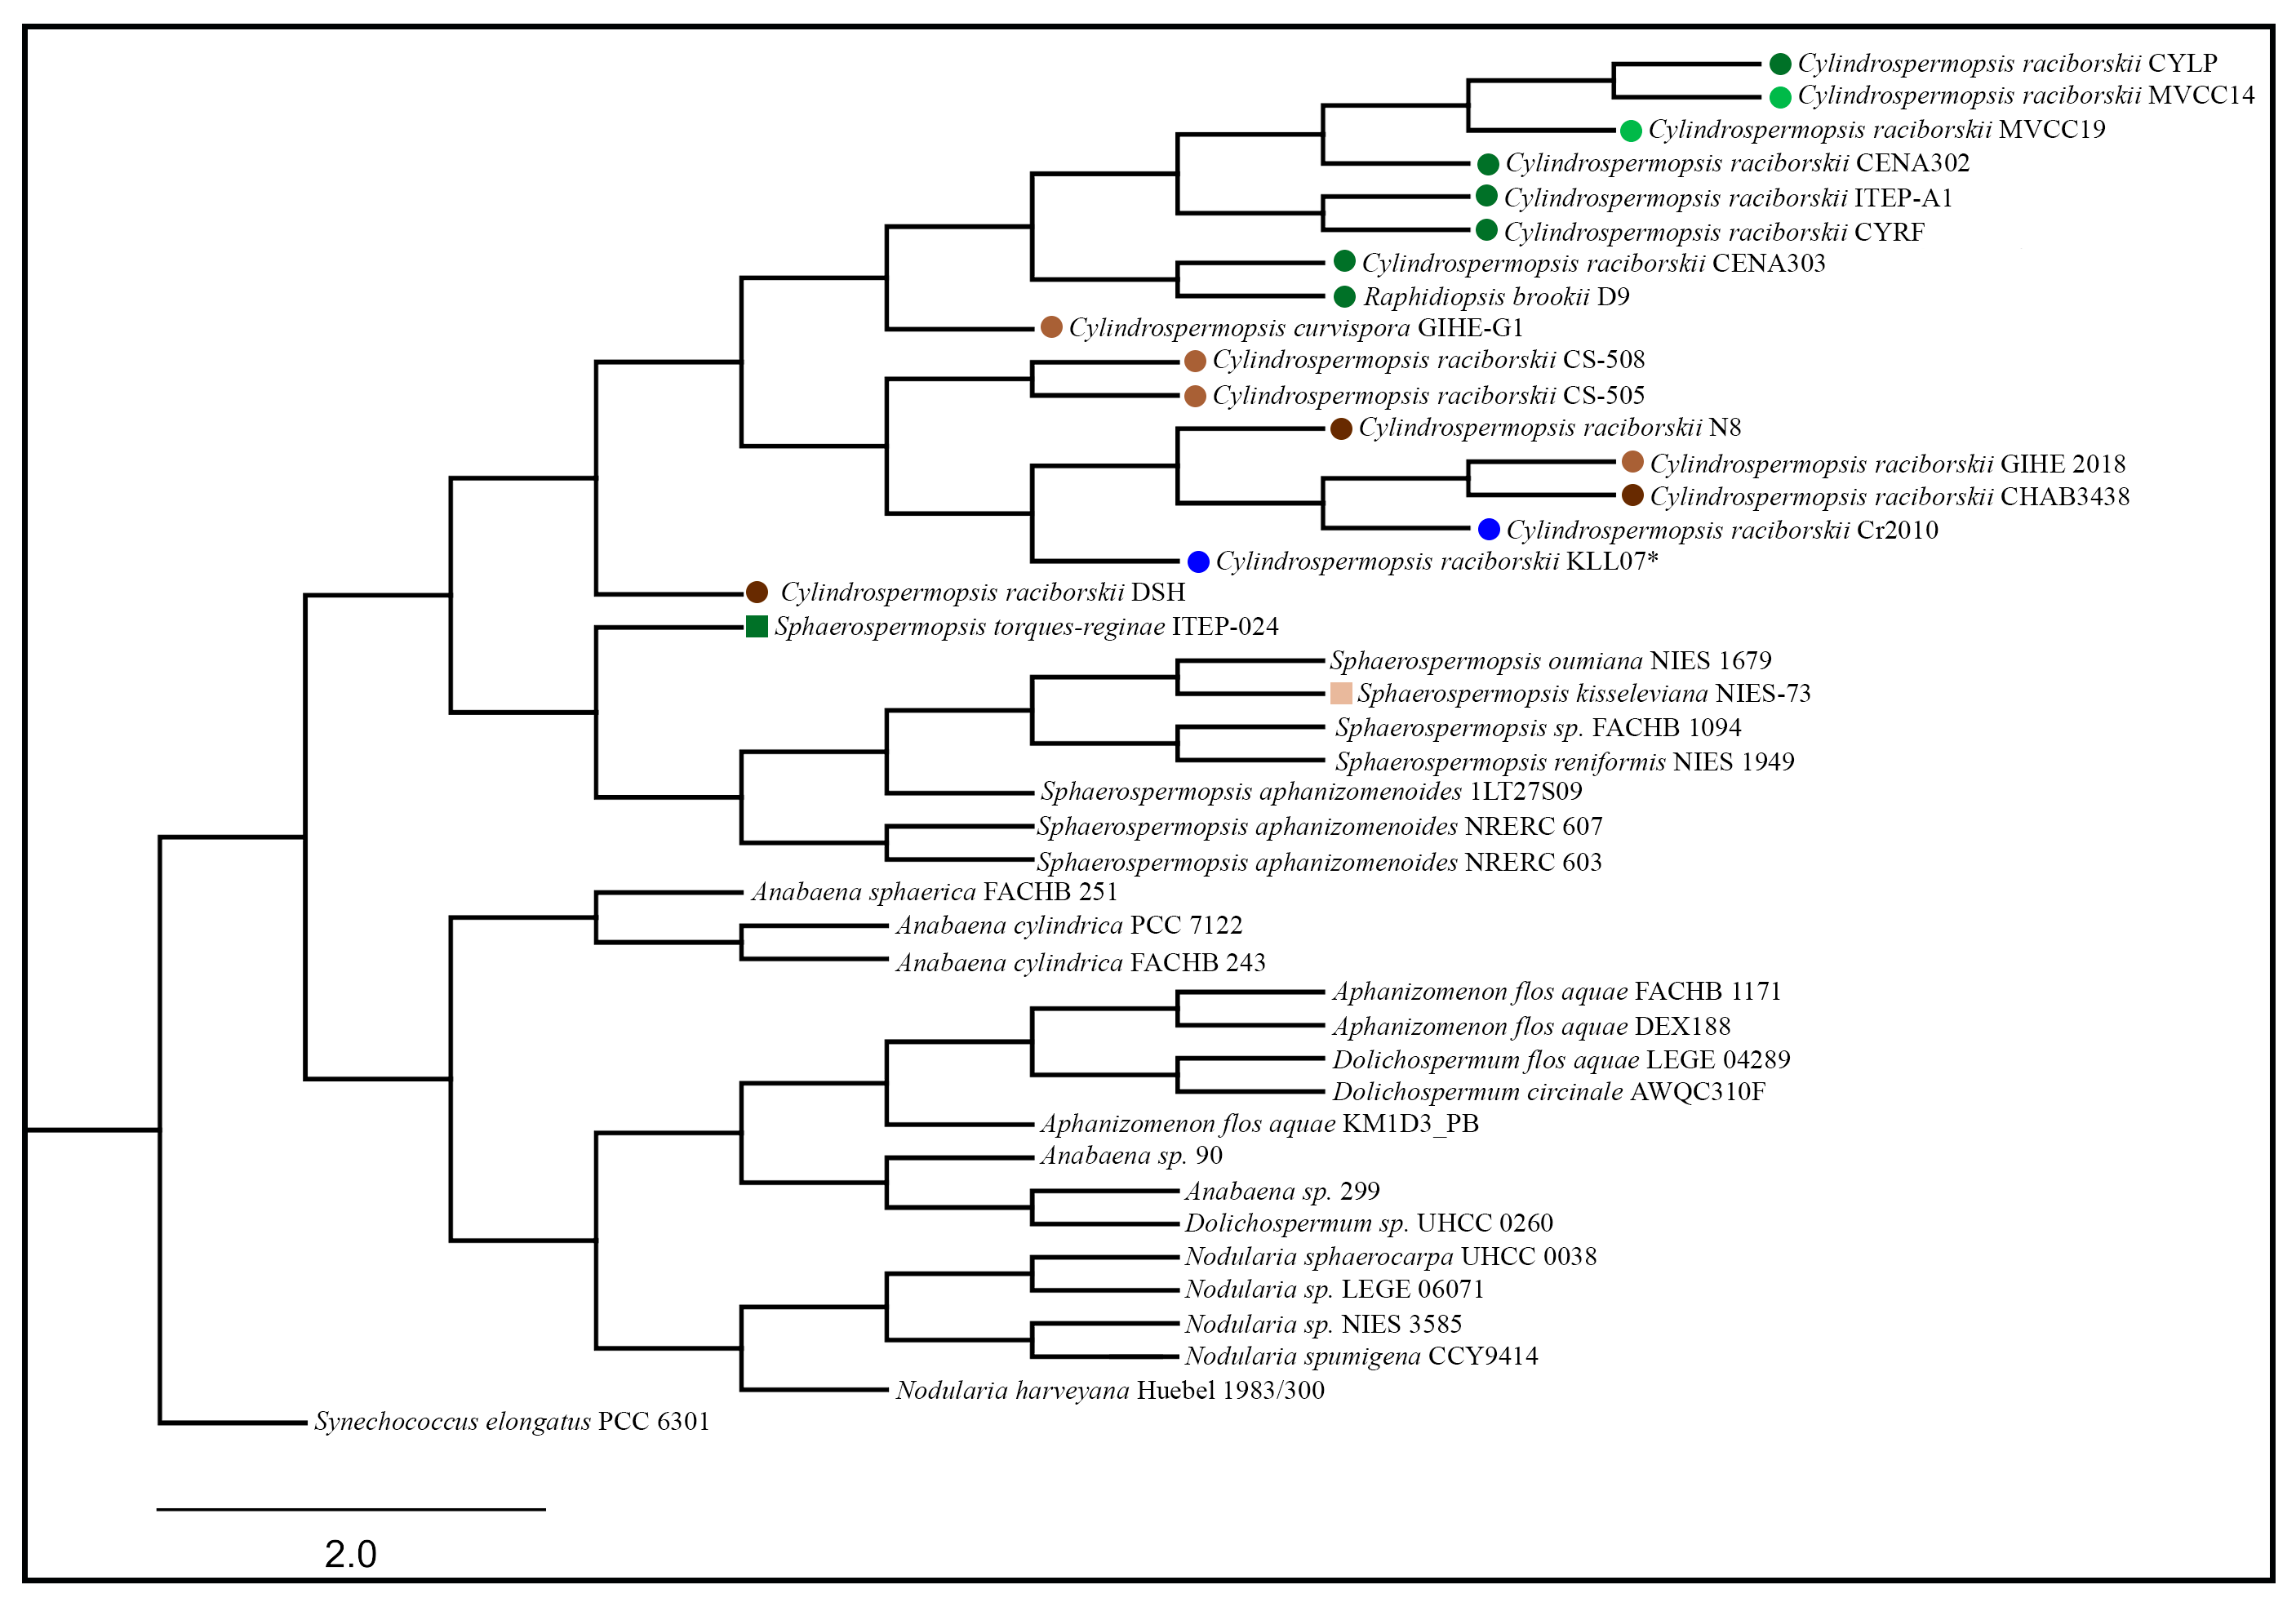 Cylindrospermopsis raciborskii CYLP
Cylindrospermopsis raciborskii MVCC14
Cylindrospermopsis raciborskii MVCC19
Cylindrospermopsis raciborskii CENA302
Cylindrospermopsis raciborskii ITEP-A1
Cylindrospermopsis raciborskii CYRF
Cylindrospermopsis raciborskii CENA303
Raphidiopsis brookii D9
Cylindrospermopsis curvispora GIHE-G1
Cylindrospermopsis raciborskii CS-508
Cylindrospermopsis raciborskii CS-505
Cylindrospermopsis raciborskii N8
Cylindrospermopsis raciborskii GIHE 2018
Cylindrospermopsis raciborskii CHAB3438
Cylindrospermopsis raciborskii Cr2010
Cylindrospermopsis raciborskii KLL07*
Cylindrospermopsis raciborskii DSH
Sphaerospermopsis torques-reginae ITEP-024
Sphaerospermopsis oumiana NIES 1679
Sphaerospermopsis kisseleviana NIES-73
Sphaerospermopsis sp. FACHB 1094
Sphaerospermopsis reniformis NIES 1949
Sphaerospermopsis aphanizomenoides 1LT27S09
Sphaerospermopsis aphanizomenoides NRERC 607
Sphaerospermopsis aphanizomenoides NRERC 603
Anabaena sphaerica FACHB 251
Anabaena cylindrica PCC 7122
Anabaena cylindrica FACHB 243
Aphanizomenon flos aquae FACHB 1171
Aphanizomenon flos aquae DEX188
Dolichospermum flos aquae LEGE 04289
Dolichospermum circinale AWQC310F
Aphanizomenon flos aquae KM1D3_PB
Anabaena sp. 90
Anabaena sp. 299
Dolichospermum sp. UHCC 0260
Nodularia sphaerocarpa UHCC 0038
Nodularia sp. LEGE 06071
Nodularia sp. NIES 3585
Nodularia spumigena CCY9414
Nodularia harveyana Huebel 1983/300
Synechococcus elongatus PCC 6301
2.0